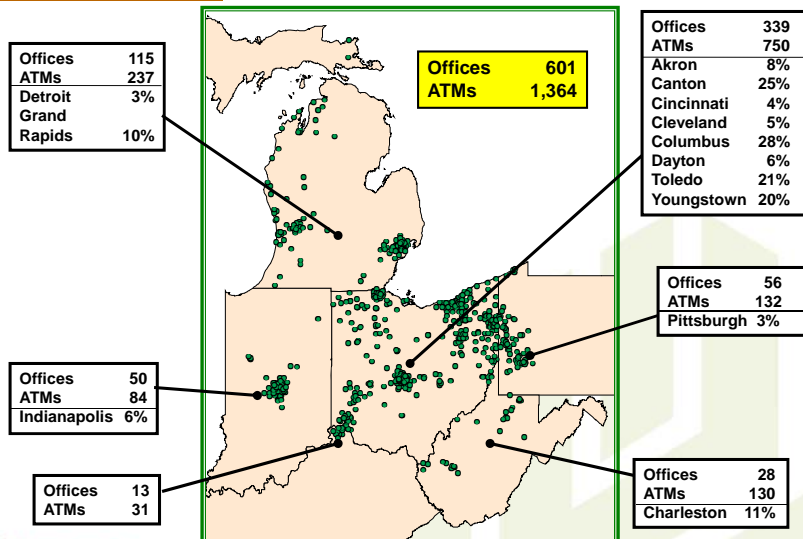 Offices 115
ATMs 237
Detroit 3%
Grand
Rapids 10%
Offices 601
ATMs 1,364
Offices 339
ATMs 750
Akron 8%
Canton 25%
Cincinnati 4%
Cleveland 5%
Columbus 28%
Dayton 6%
Toledo 21%
Youngstown 20%
Offices 56
ATMs 132
Pittsburgh 3%
Offices 50
ATMs 84
Indianapolis 6%
Offices 13
ATMs 31
Offices 28
ATMs 130
Charleston 11%